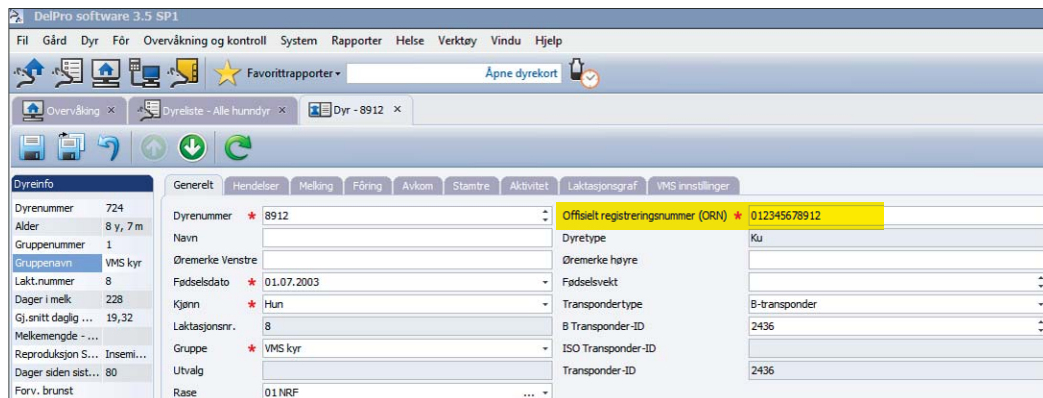 DelPro software 3.5 SP1
Fil Gård Dyr Fôr Overvåkning og kontroll System Rapporter Helse Verktøy Vindu Hjelp
Favorittrapporter Åpne dyrekort
Overvåking × Dyreliste - Alle hunndyr × Dyr - 8912 ×
Dyreinfo
Dyrenummer 724
Alder 8 y, 7 m
Gruppenummer 1
Gruppenavn VMS kyr
Lakt.nummer 8
Dager i melk 228
Gj.snitt daglig ... 19,32
Melkemengde - ...
Reproduksjon S... Insemi...
Dager siden sist... 80
Forv. brunst
Generelt Hendelser Melking Fôring Avkom Stamtre Aktivitet Laktasjonsgraf VMS innstillinger
Dyrenummer * 8912 Offisielt registreringsnummer (ORN) * 012345678912
Navn Dyretype Ku
Øremerke Venstre Øremerke høyre
Fødselsdato * 01.07.2003 Fødselsvekt
Kjønn * Hun Transpondertype B-transponder
Laktasjonsnr. 8 B Transponder-ID 2436
Gruppe * VMS kyr ISO Transponder-ID
Utvalg Transponder-ID 2436
Rase 01 NRF ...